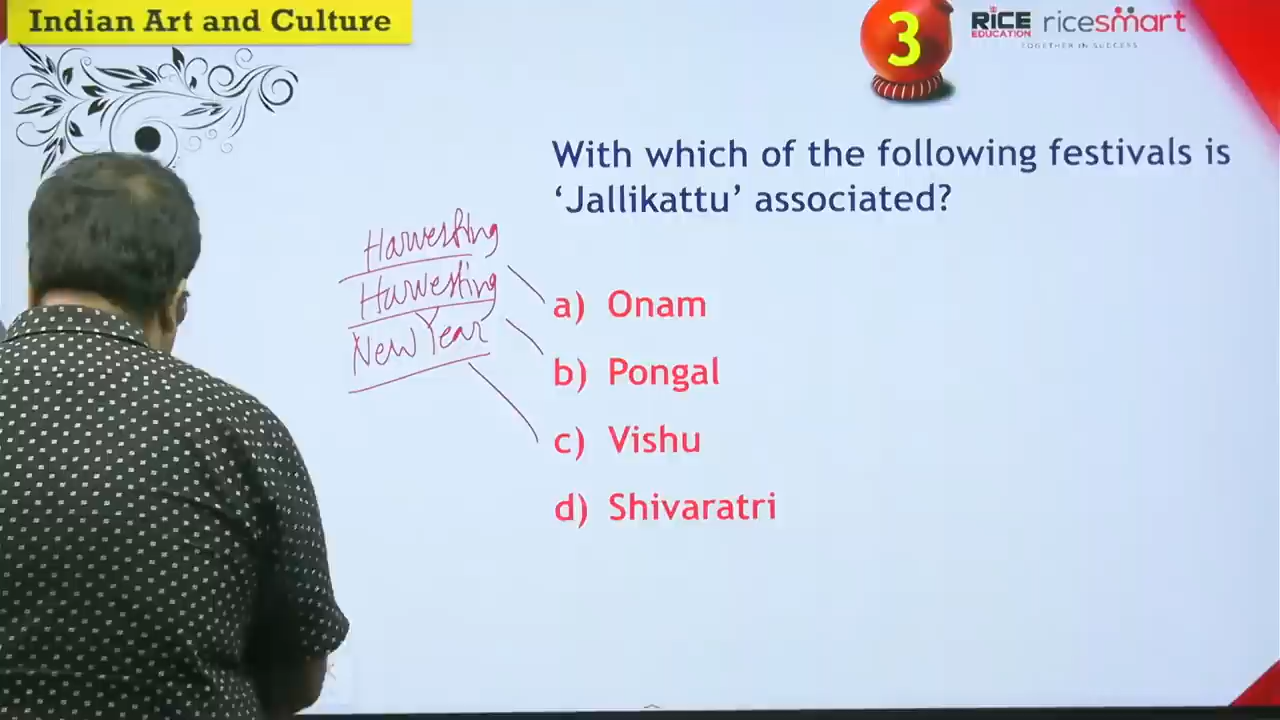 Indian Art and Culture
3
RICE EDUCATION ricesmart
TOGETHER IN SUCCESS
With which of the following festivals is
‘Jallikattu’ associated?
Harvesting
Harvesting
New Year
a) Onam
b) Pongal
c) Vishu
d) Shivaratri